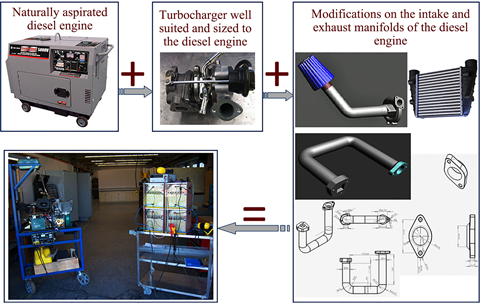 Naturally aspirated
diesel engine
Turbocharger well
suited and sized to
the diesel engine
Modifications on the intake and
exhaust manifolds of the diesel
engine
+
+
=